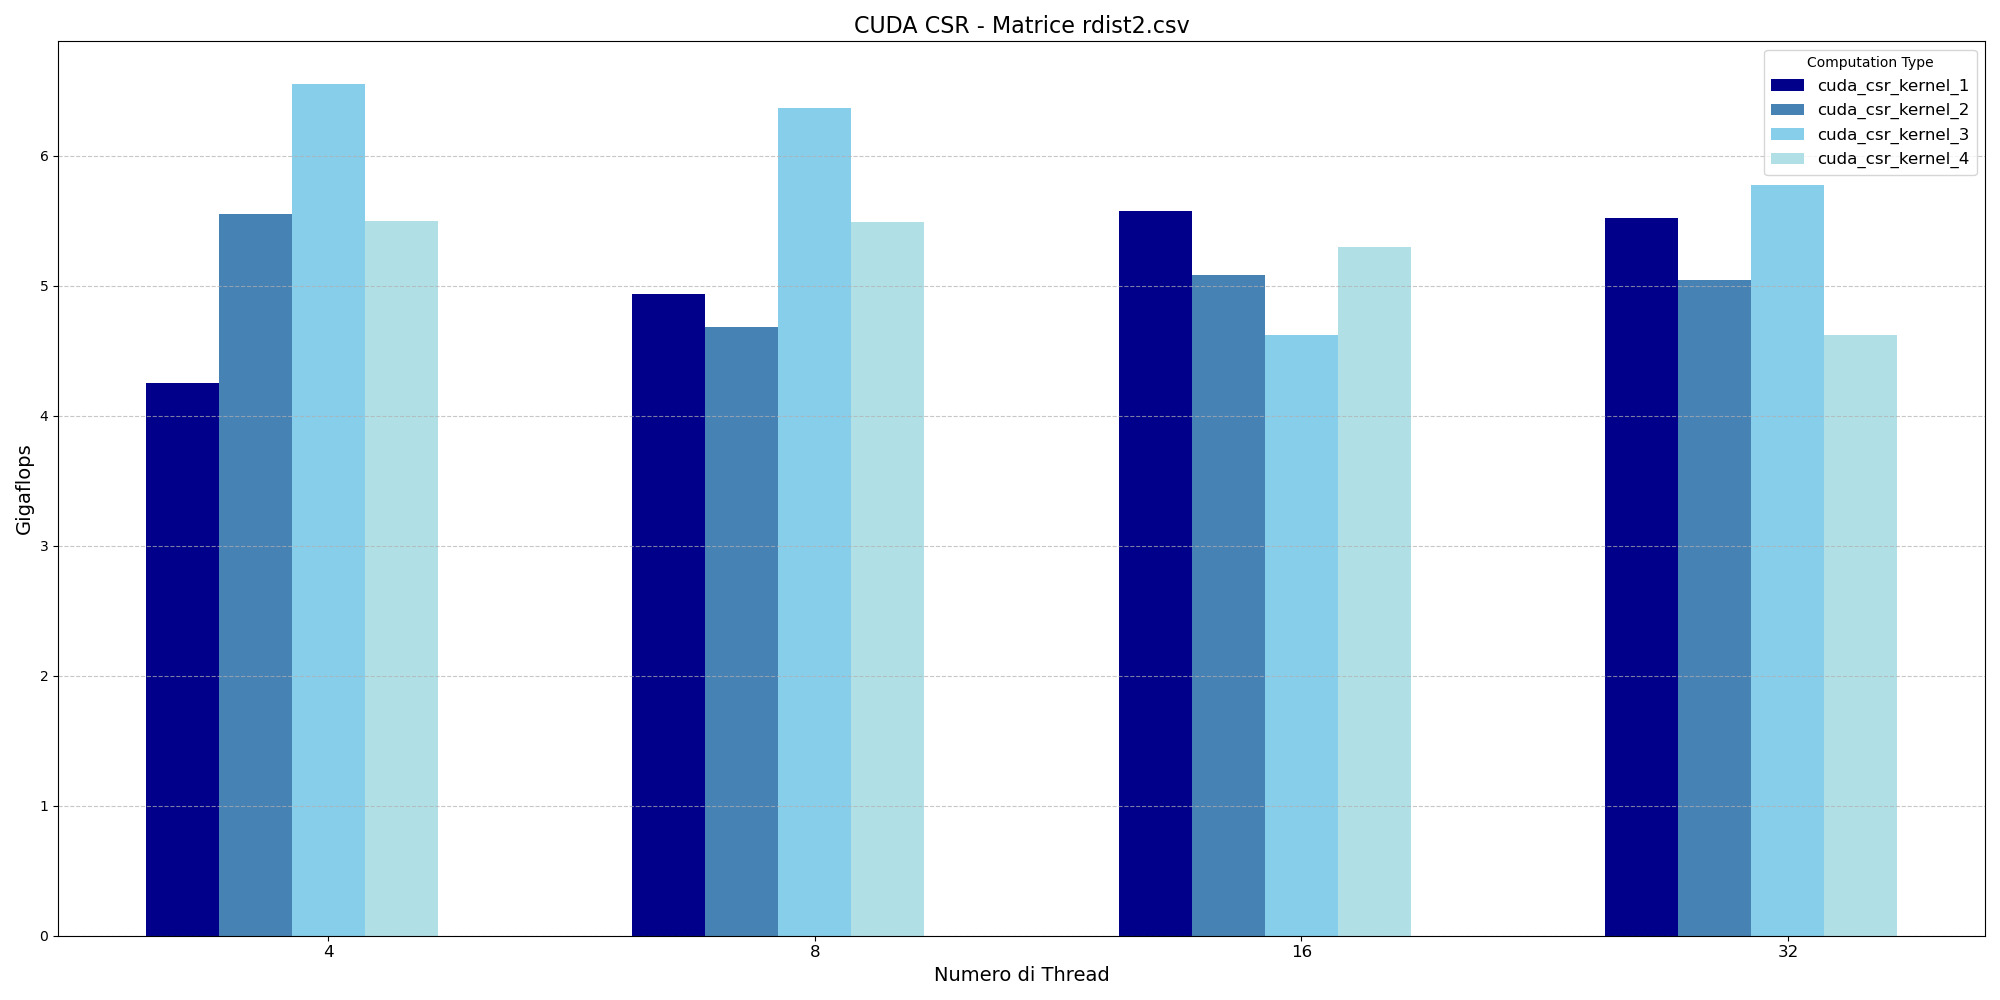 CUDA CSR - Matrice rdist2.csv
Computation Type
cuda_csr_kernel_1
cuda_csr_kernel_2
cuda_csr_kernel_3
cuda_csr_kernel_4
Gigaflops
6
5
4
3
2
1
0
4 8 16 32
Numero di Thread